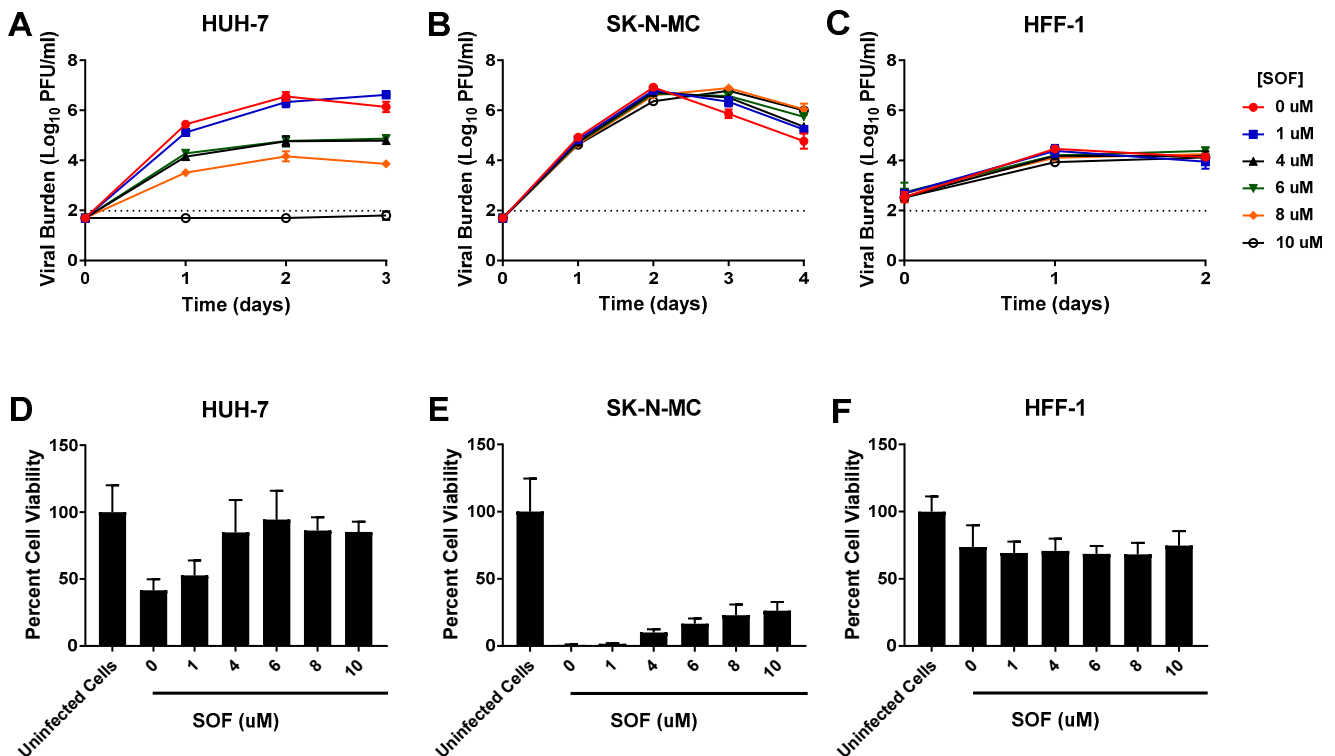 A
HUH-7
Viral Burden (Log10 PFU/ml)
8
6
4
2
0
0 1 2 3
Time (days)
B
SK-N-MC
Viral Burden (Log10 PFU/ml)
8
6
4
2
0
0 1 2 3 4
Time (days)
C
HFF-1
Viral Burden (Log10 PFU/ml)
8
6
4
2
0
0 1 2
Time (days)
[SOF]
0 uM
1 uM
4 uM
6 uM
8 uM
10 uM
D
HUH-7
Percent Cell Viability
150
100
50
0
Uninfected Cells 0 1 4 6 8 10
SOF (uM)
E
SK-N-MC
Percent Cell Viability
150
100
50
0
Uninfected Cells 0 1 4 6 8 10
SOF (uM)
F
HFF-1
Percent Cell Viability
150
100
50
0
Uninfected Cells 0 1 4 6 8 10
SOF (uM)